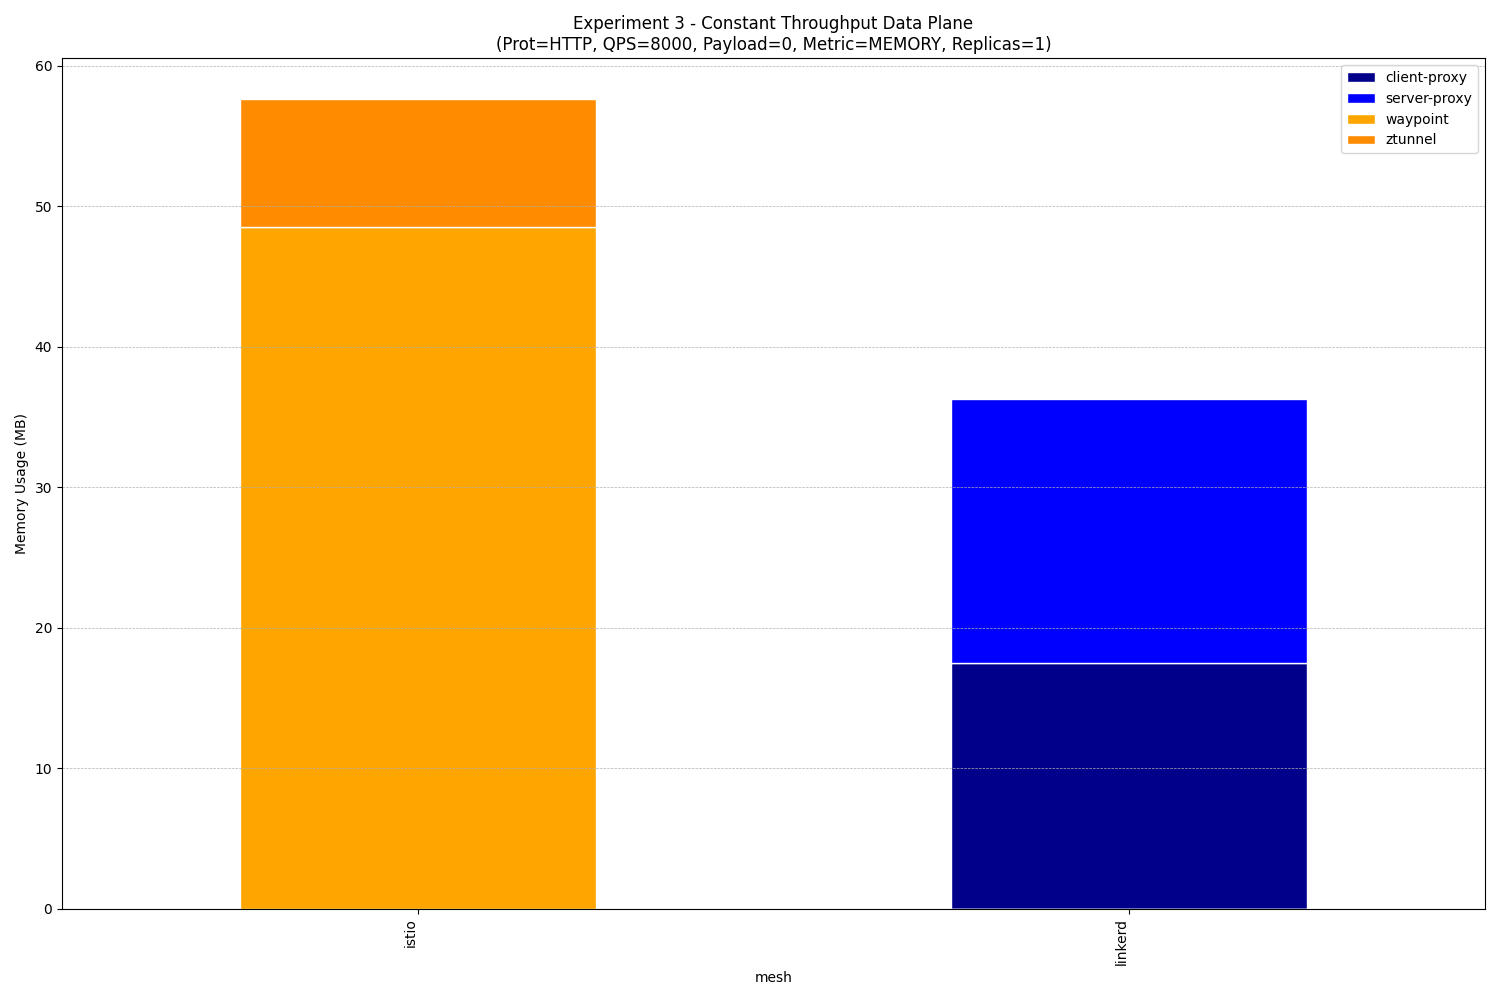 Experiment 3 - Constant Throughput Data Plane
(Prot=HTTP, QPS=8000, Payload=0, Metric=MEMORY, Replicas=1)
client-proxy
server-proxy
waypoint
ztunnel
Memory Usage (MB)
60
50
40
30
20
10
0
istio
linkerd
mesh